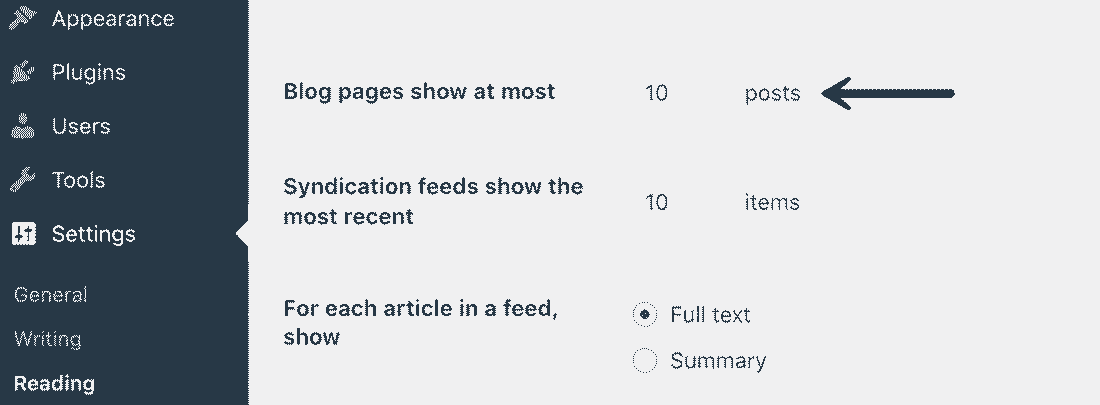 Appearance
Plugins
Users
Tools
Settings
General
Writing
Reading
Blog pages show at most 10 posts
Syndication feeds show the
most recent 10 items
For each article in a feed,
show
Full text
Summary